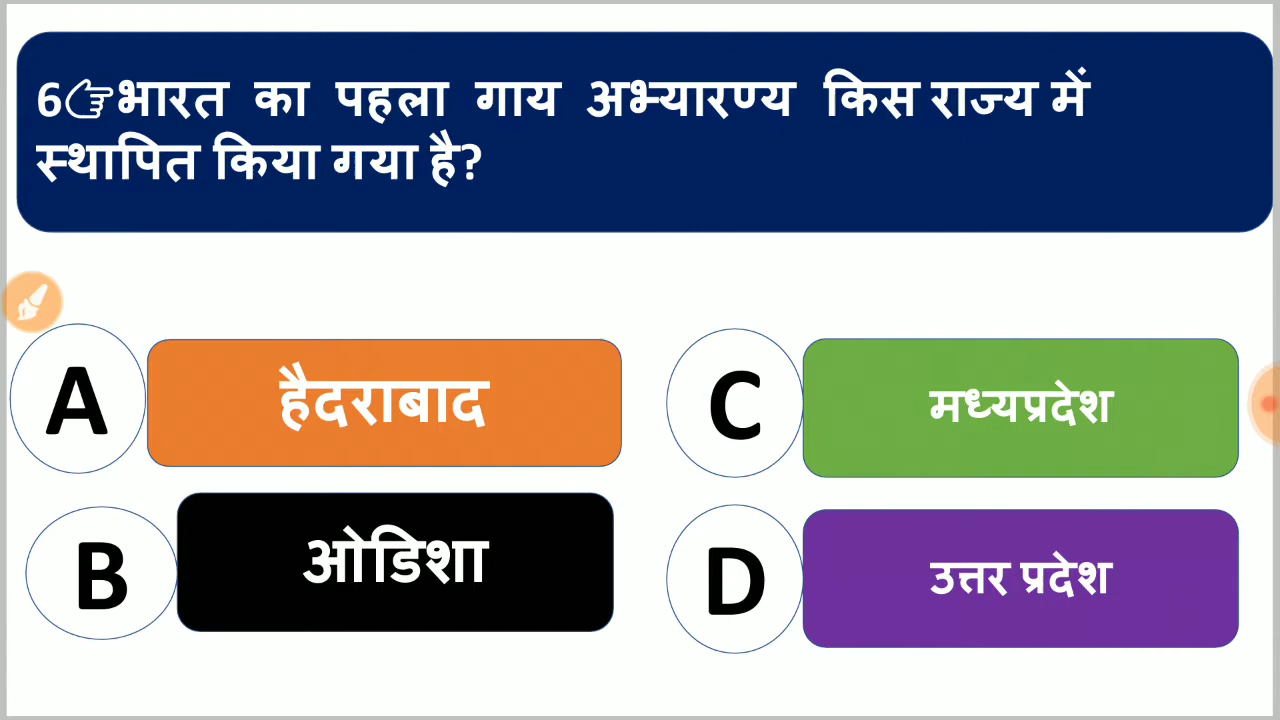 6👉भारत का पहला गाय अभ्यारण्य किस राज्य में
स्थापित किया गया है?
A हैदराबाद
C मध्यप्रदेश
B ओडिशा
D उत्तर प्रदेश